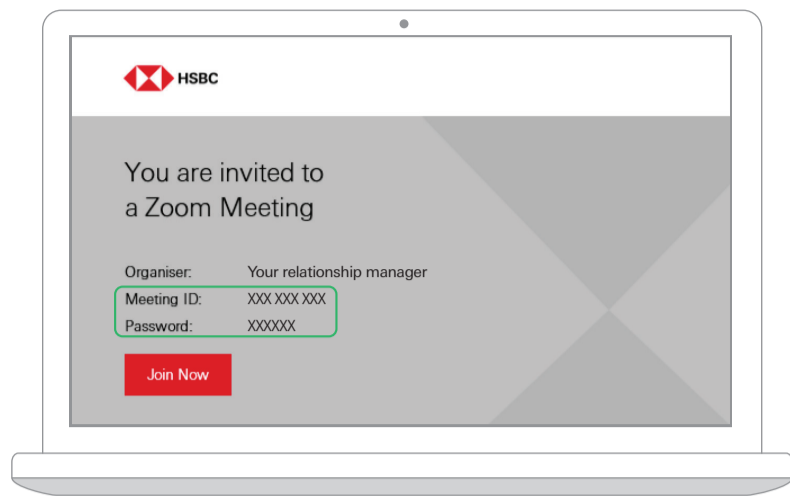 HSBC
You are invited to
a Zoom Meeting
Organiser: Your relationship manager
Meeting ID: XXX XXX XXX
Password: XXXXXX
Join Now